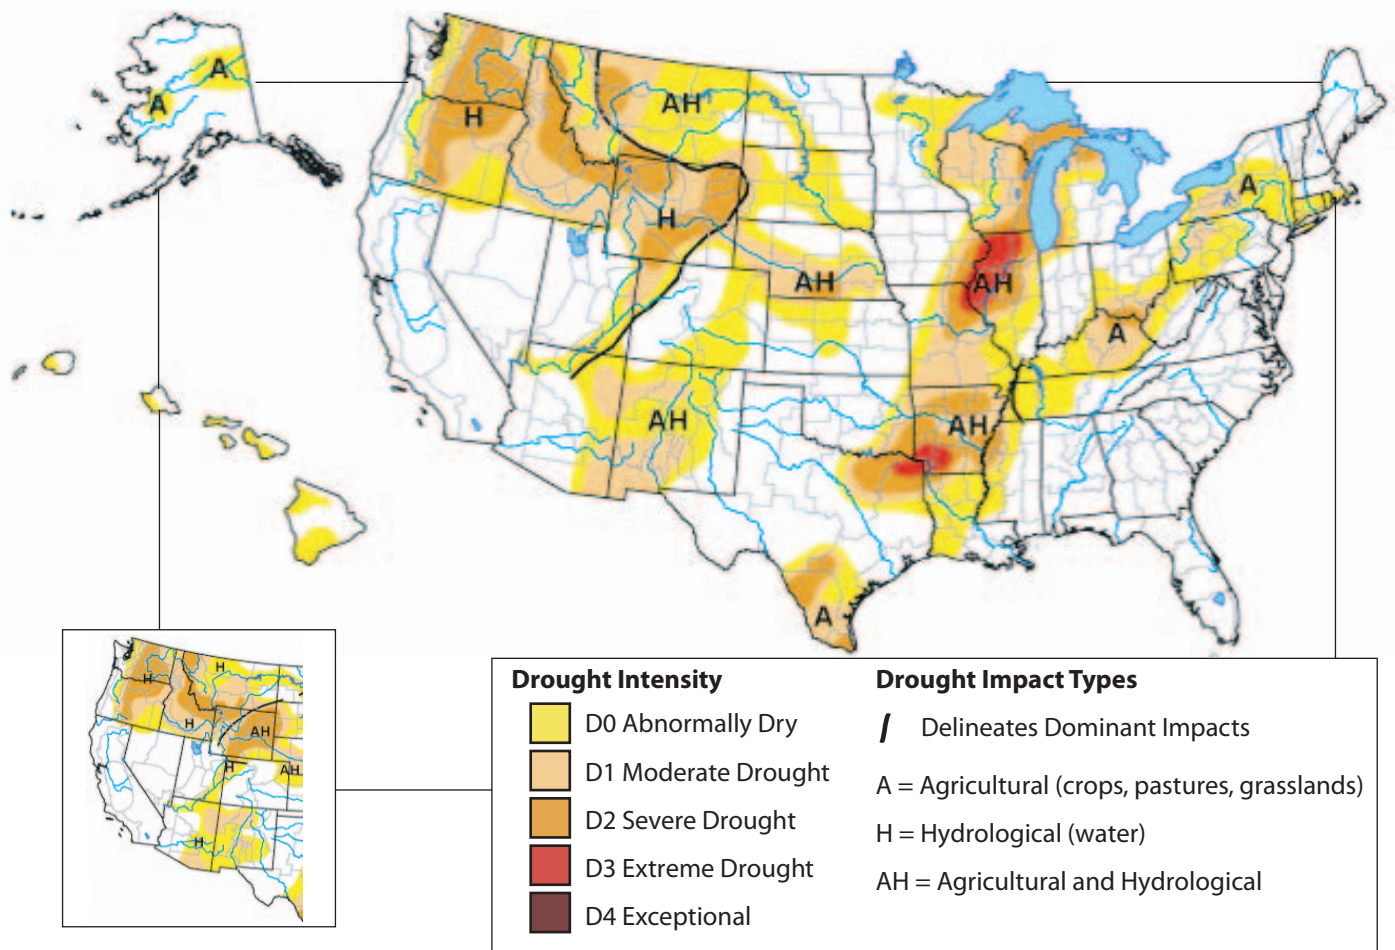 A
A
H
AH
H
AH
AH
AH
AH
A
A
A
H
H
H
AH
H
AH
H
Drought Intensity
D0 Abnormally Dry
D1 Moderate Drought
D2 Severe Drought
D3 Extreme Drought
D4 Exceptional
Drought Impact Types
Delineates Dominant Impacts
A = Agricultural (crops, pastures, grasslands)
H = Hydrological (water)
AH = Agricultural and Hydrological